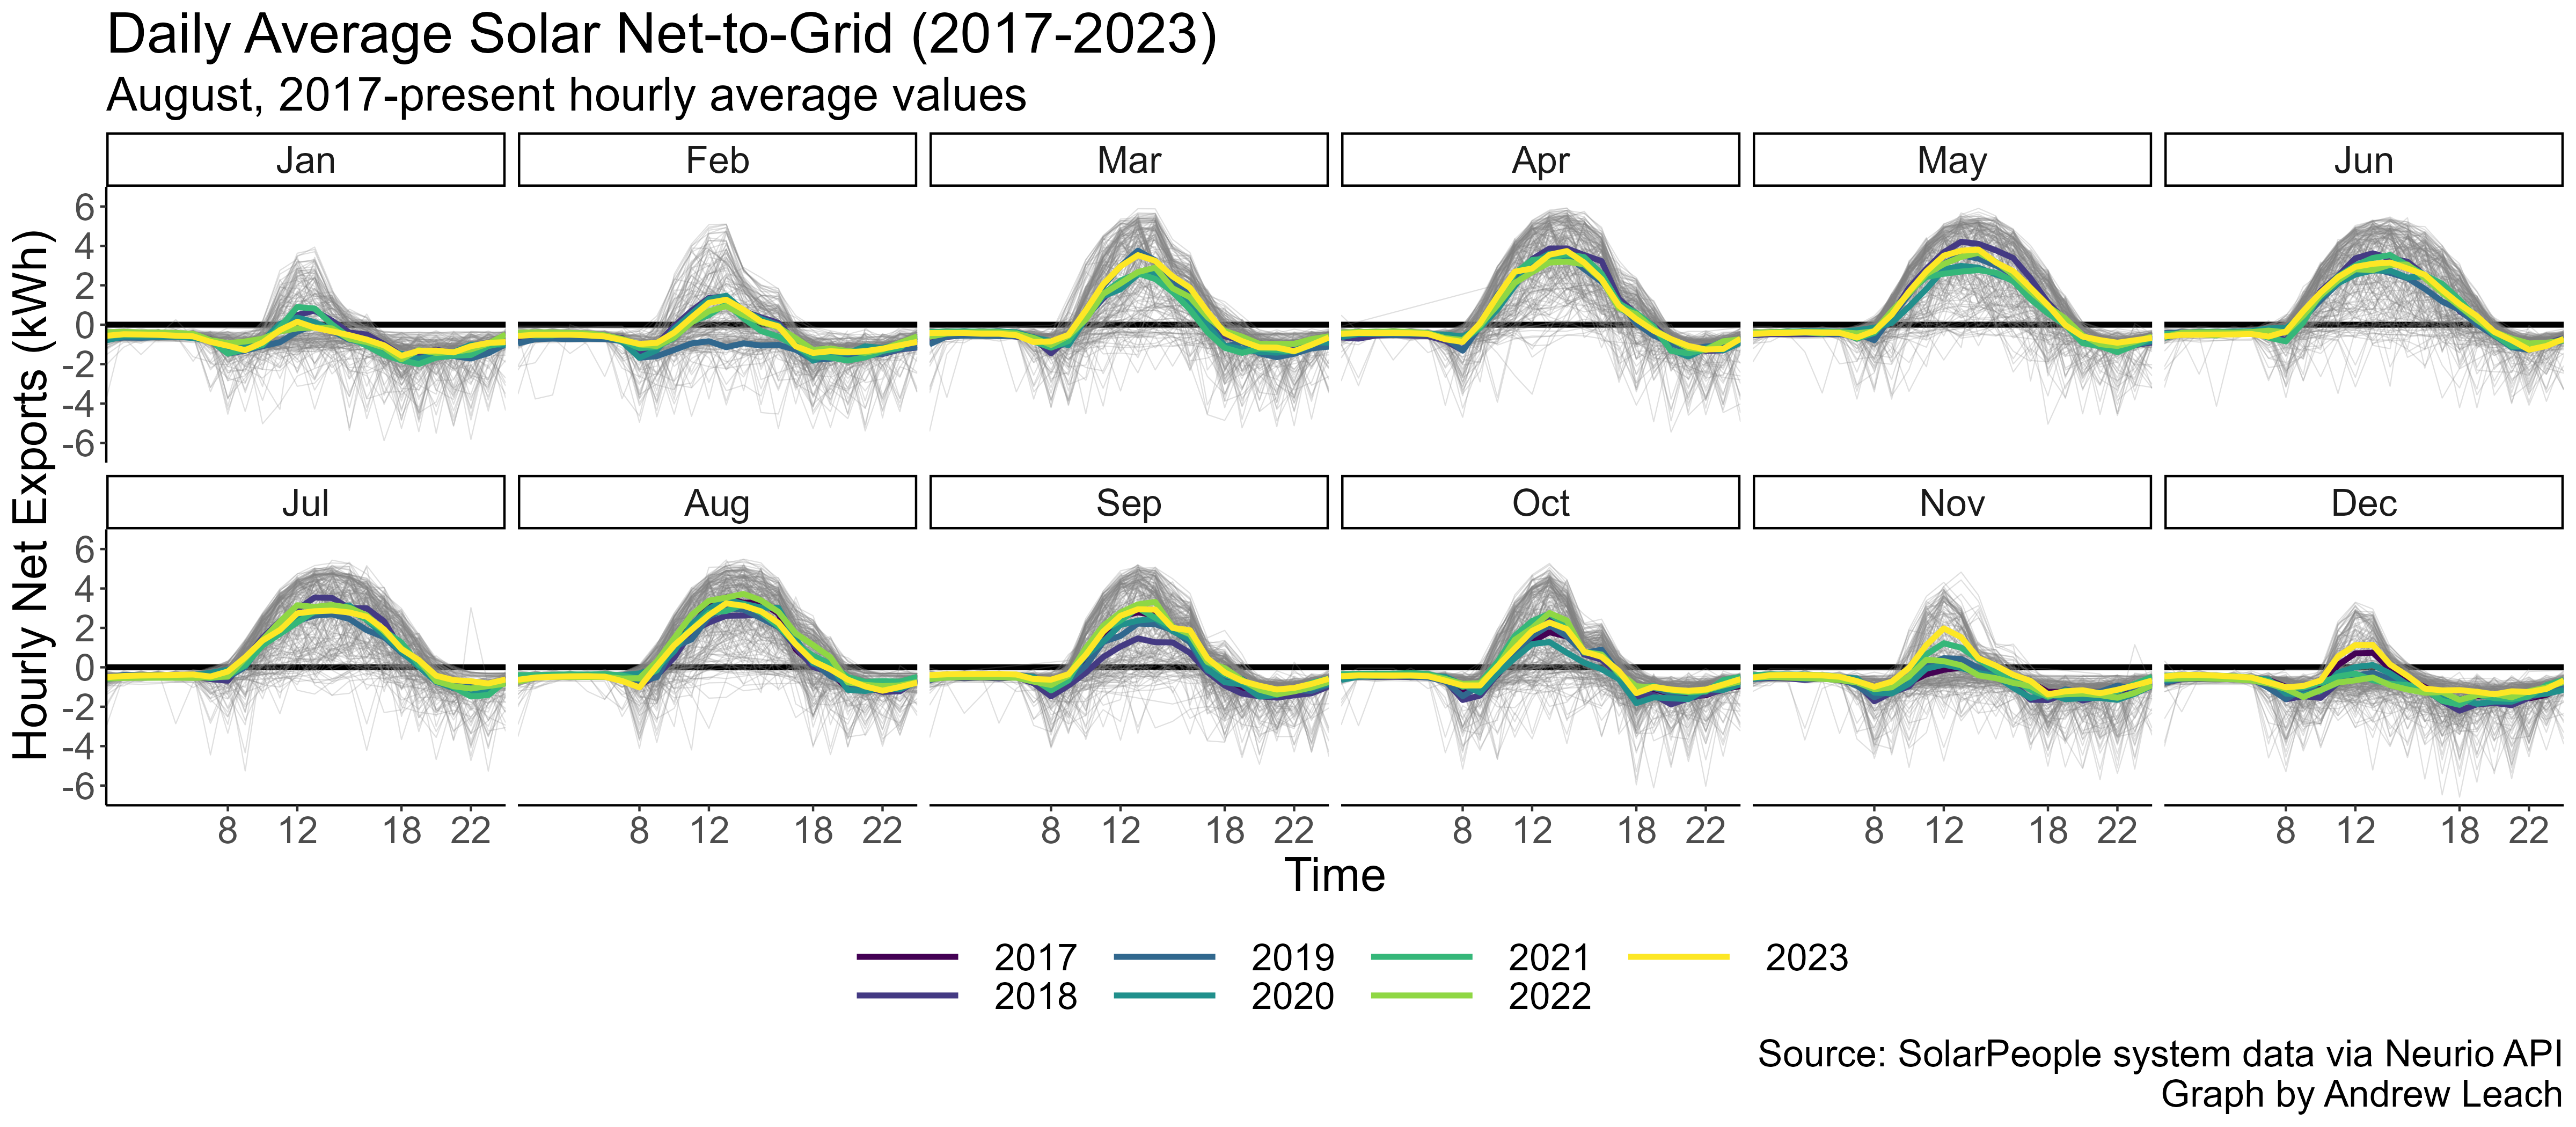 Daily Average Solar Net-to-Grid (2017-2023)
August, 2017-present hourly average values
Jan Feb Mar Apr May Jun
6
4
2
0
-2
-4
-6
Hourly Net Exports (kWh)
Jul Aug Sep Oct Nov Dec
6
4
2
0
-2
-4
-6
8 12 18 22 8 12 18 22 8 12 18 22 8 12 18 22 8 12 18 22 8 12 18 22
Time
2017 2019 2021 2023
2018 2020 2022
Source: SolarPeople system data via Neurio API
Graph by Andrew Leach